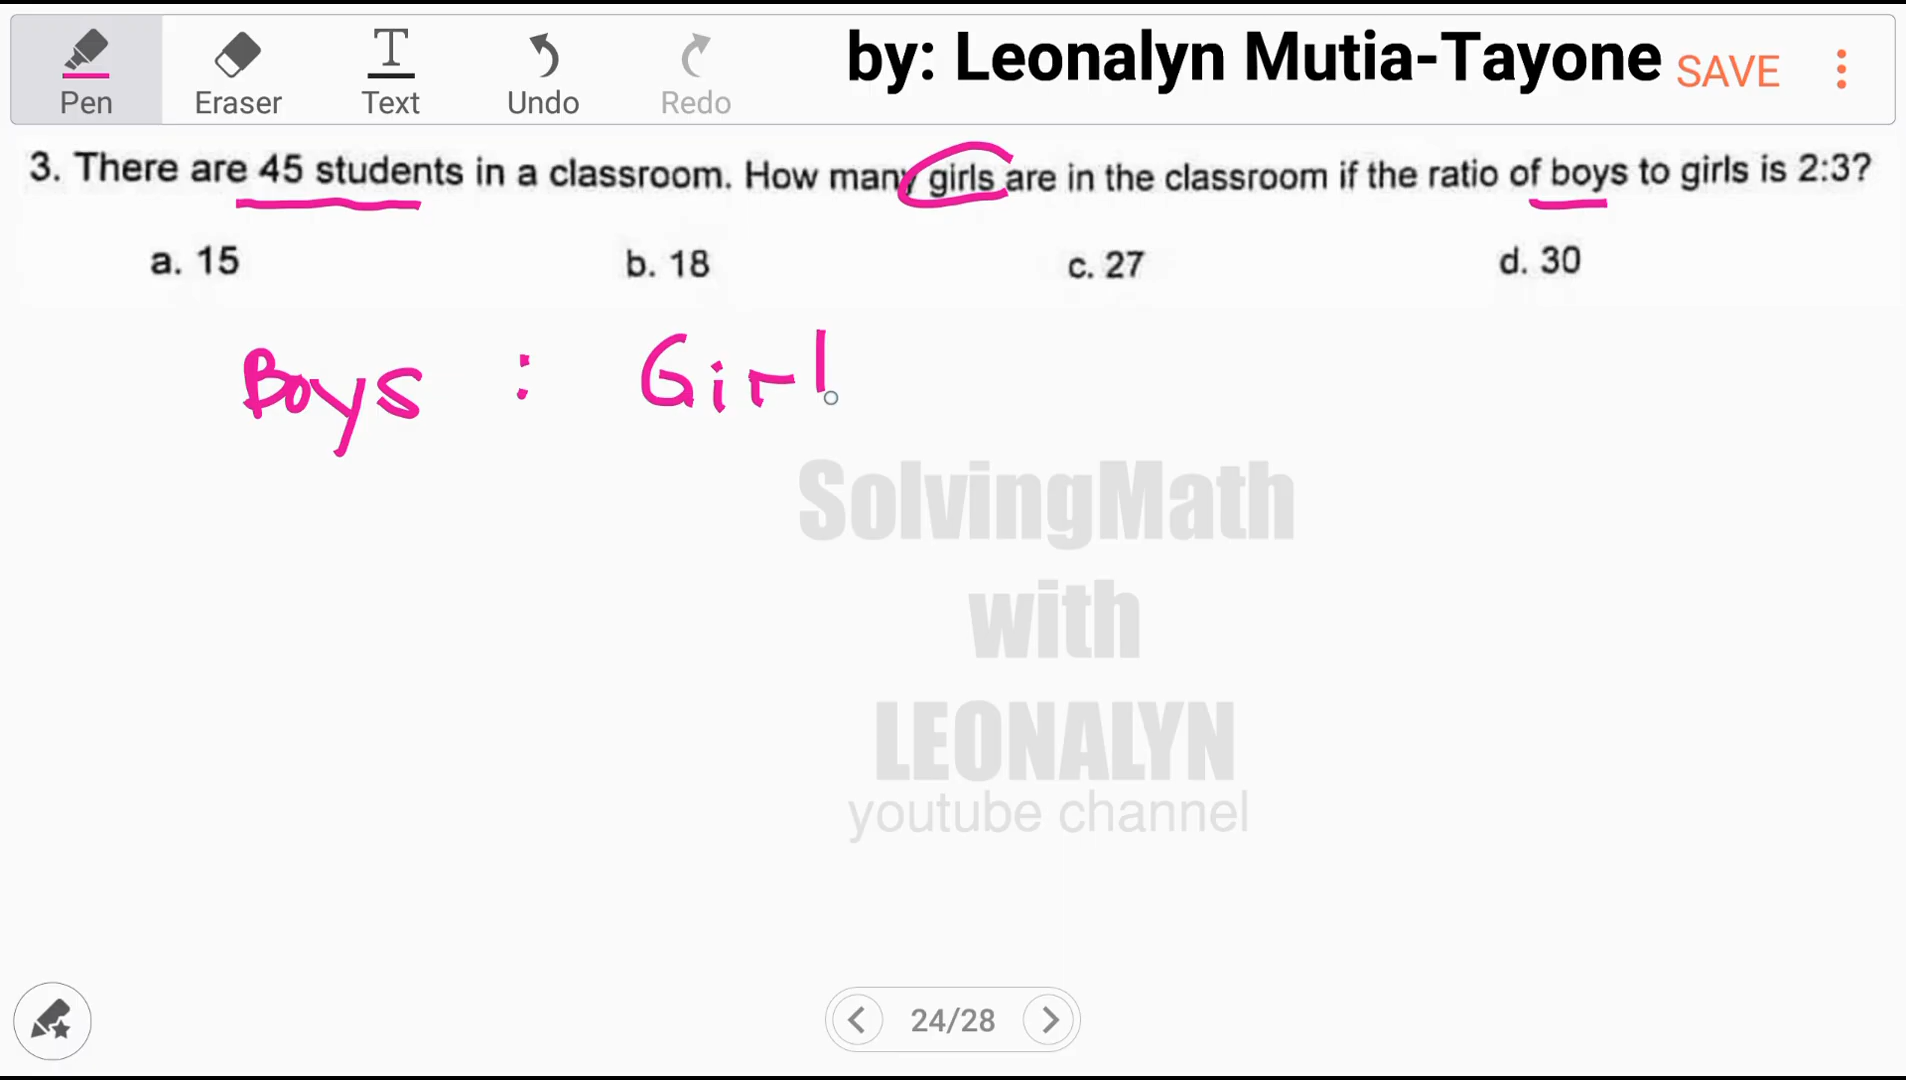 by: Leonalyn Mutia-Tayone
SAVE
Pen
Eraser
Text
Undo
Redo
3. There are 45 students in a classroom. How many girls are in the classroom if the ratio of boys to girls is 2:3?
a. 15
b. 18
c. 27
d. 30
Boys : Girl
SolvingMath
with
LEONALYN
youtube channel
24/28